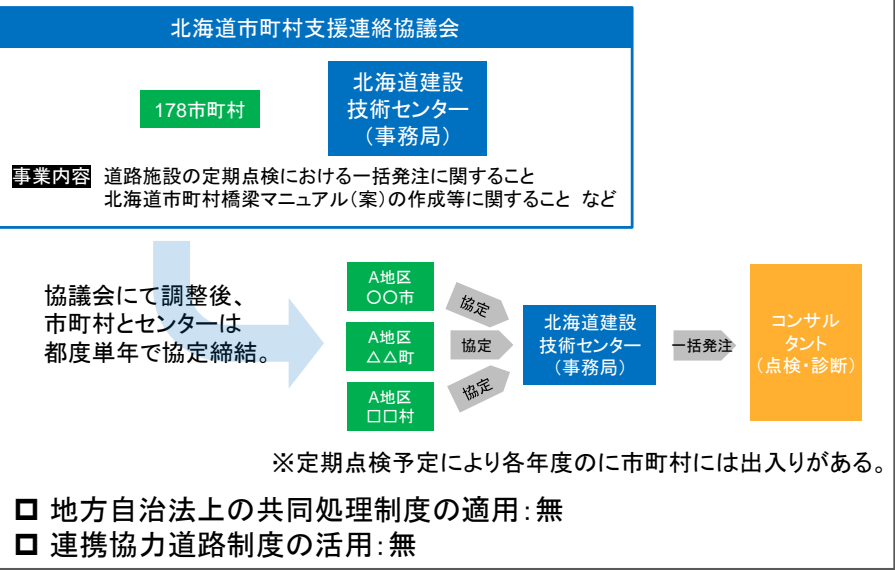 北海道市町村支援連絡協議会
178市町村
北海道建設
技術センター
（事務局）
事業内容 道路施設の定期点検における一括発注に関すること
北海道市町村橋梁マニュアル（案）の作成等に関すること など
協議会にて調整後、
市町村とセンターは
都度単年で協定締結。
A地区
〇〇市
A地区
△△町
A地区
□□村
協定
協定
協定
北海道建設
技術センター
（事務局）
一括発注
コンサル
タント
（点検・診断）
※定期点検予定により各年度のに市町村には出入りがある。
地方自治法上の共同処理制度の適用：無
連携協力道路制度の活用：無